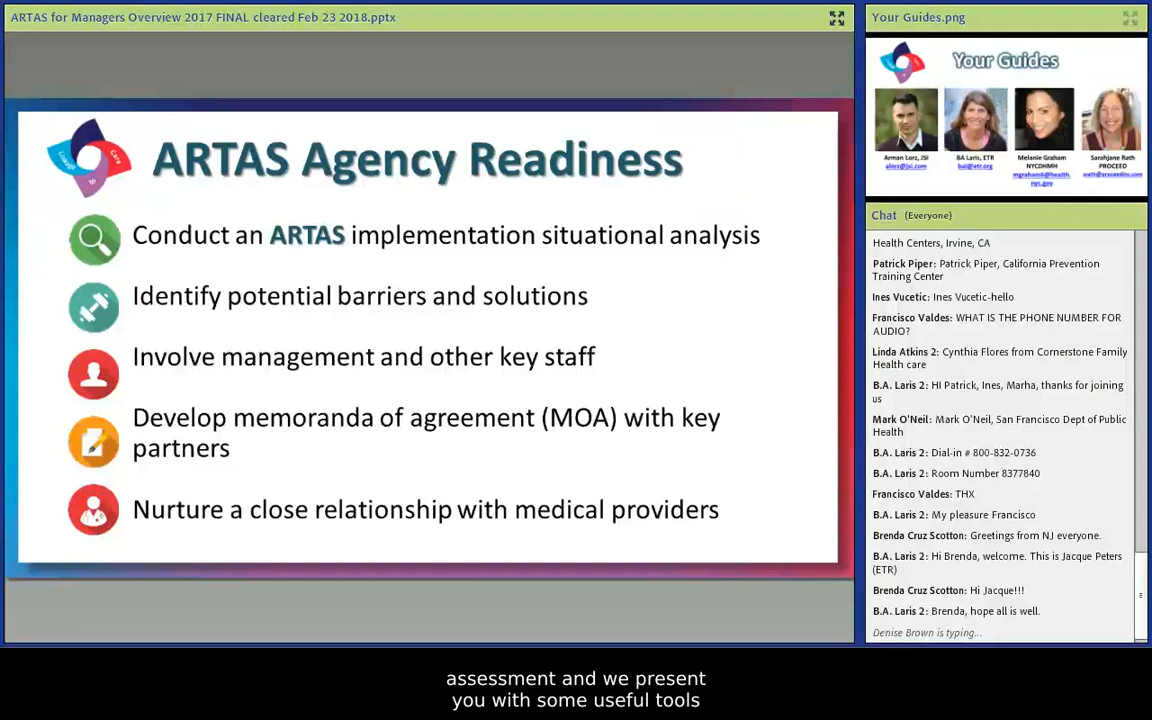 ARTAS for Managers Overview 2017 FINAL cleared Feb 23 2018.pptx
ARTAS Agency Readiness
Conduct an ARTAS implementation situational analysis
Identify potential barriers and solutions
Involve management and other key staff
Develop memoranda of agreement (MOA) with key
partners
Nurture a close relationship with medical providers
Your Guides.png
Your Guides
Arman Lorz, JSI
alorz@jsi.com
BA Laris, ETR
bal@etr.org
Melanie Graham
NYCDHMH
mgraham6@health.
nyc.gov
Sarahjane Rath
PROCEED
Chat (Everyone)
Health Centers, Irvine, CA
Patrick Piper: Patrick Piper, California Prevention
Training Center
Ines Vucetic: Ines Vucetic-hello
Francisco Valdes: WHAT IS THE PHONE NUMBER FOR
AUDIO?
Linda Atkins 2: Cynthia Flores from Cornerstone Family
Health care
B.A. Laris 2: HI Patrick, Ines, Marha, thanks for joining
us
Mark O'Neil: Mark O'Neil, San Francisco Dept of Public
Health
B.A. Laris 2: Dial-in # 800-832-0736
B.A. Laris 2: Room Number 8377840
Francisco Valdes: THX
B.A. Laris 2: My pleasure Francisco
Brenda Cruz Scotton: Greetings from NJ everyone.
B.A. Laris 2: Hi Brenda, welcome. This is Jacque Peters
(ETR)
Brenda Cruz Scotton: Hi Jacque!!!
B.A. Laris 2: Brenda, hope all is well.
Denise Brown is typing...
assessment and we present
you with some useful tools